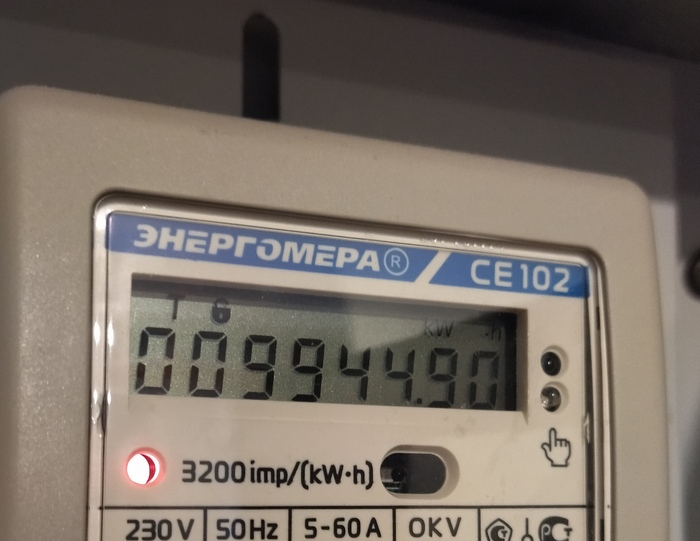 ЭНЕРГОМЕРА® CE102
T kW·h
009944.90
3200imp/(kW·h)
230V 50Hz 5-60A OKV